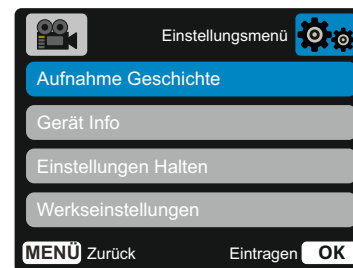 Einstellungsmenü
Aufnahme Geschichte
Gerät Info
Einstellungen Halten
Werkseinstellungen
MENÜ Zurück Eintragen OK